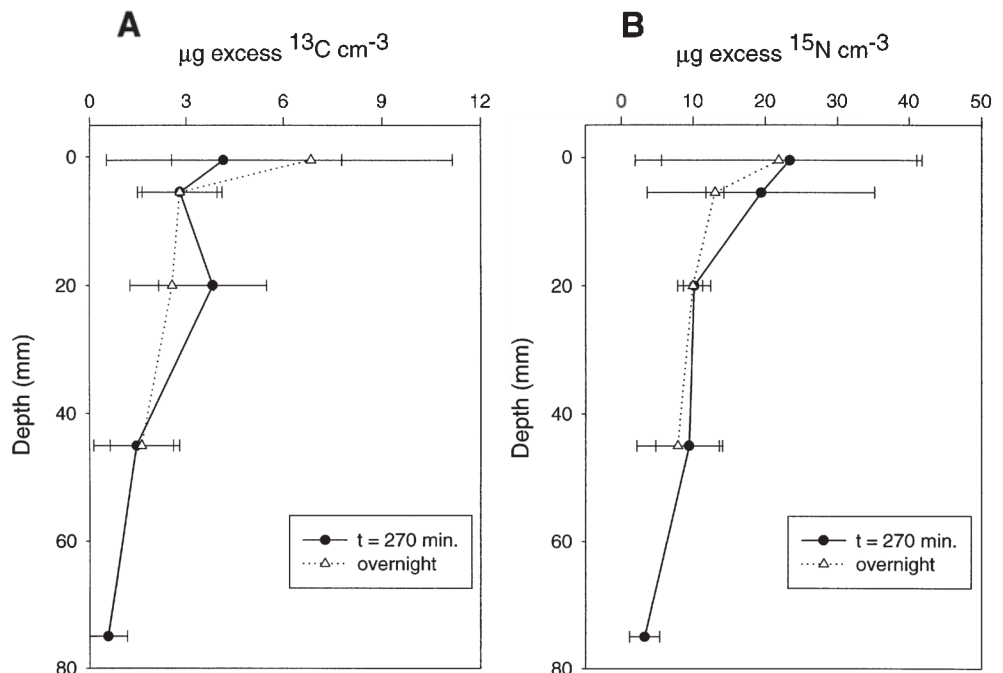 A
µg excess ¹³C cm⁻³
0 3 6 9 12
Depth (mm)
0
20
40
60
80
t = 270 min.
overnight
B
µg excess ¹⁵N cm⁻³
0 10 20 30 40 50
Depth (mm)
0
20
40
60
80
t = 270 min.
overnight